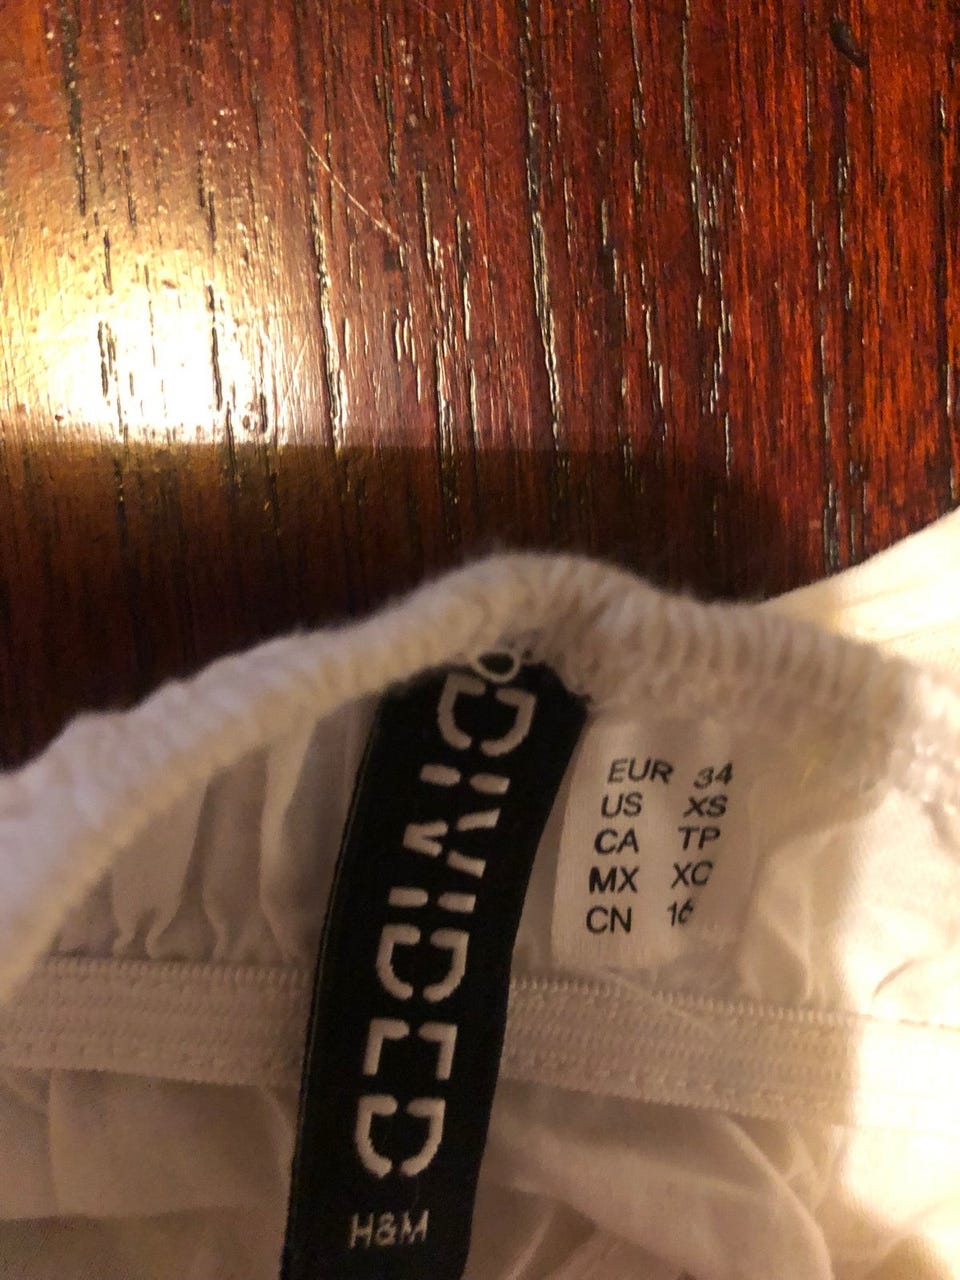 DIVIDED
H&M
EUR 34
US XS
CA TP
MX XC
CN